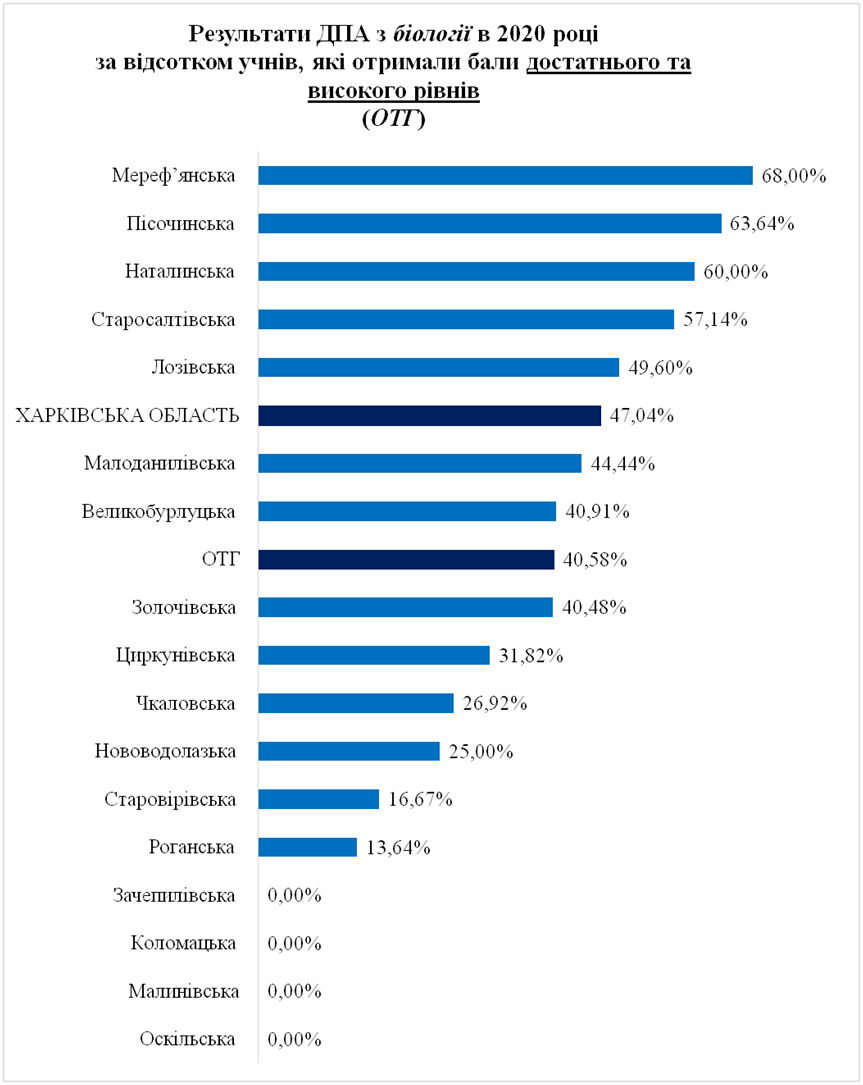 Результати ДПА з біології в 2020 році
за відсотком учнів, які отримали бали достатнього та
високого рівнів
(ОТГ)
Мереф’янська 68,00%
Пісочинська 63,64%
Наталинська 60,00%
Старосалтівська 57,14%
Лозівська 49,60%
ХАРКІВСЬКА ОБЛАСТЬ 47,04%
Малоданилівська 44,44%
Великобурлуцька 40,91%
ОТГ 40,58%
Золочівська 40,48%
Циркунівська 31,82%
Чкаловська 26,92%
Нововодолазька 25,00%
Старовірівська 16,67%
Роганська 13,64%
Зачепилівська 0,00%
Коломацька 0,00%
Малинівська 0,00%
Оскільська 0,00%